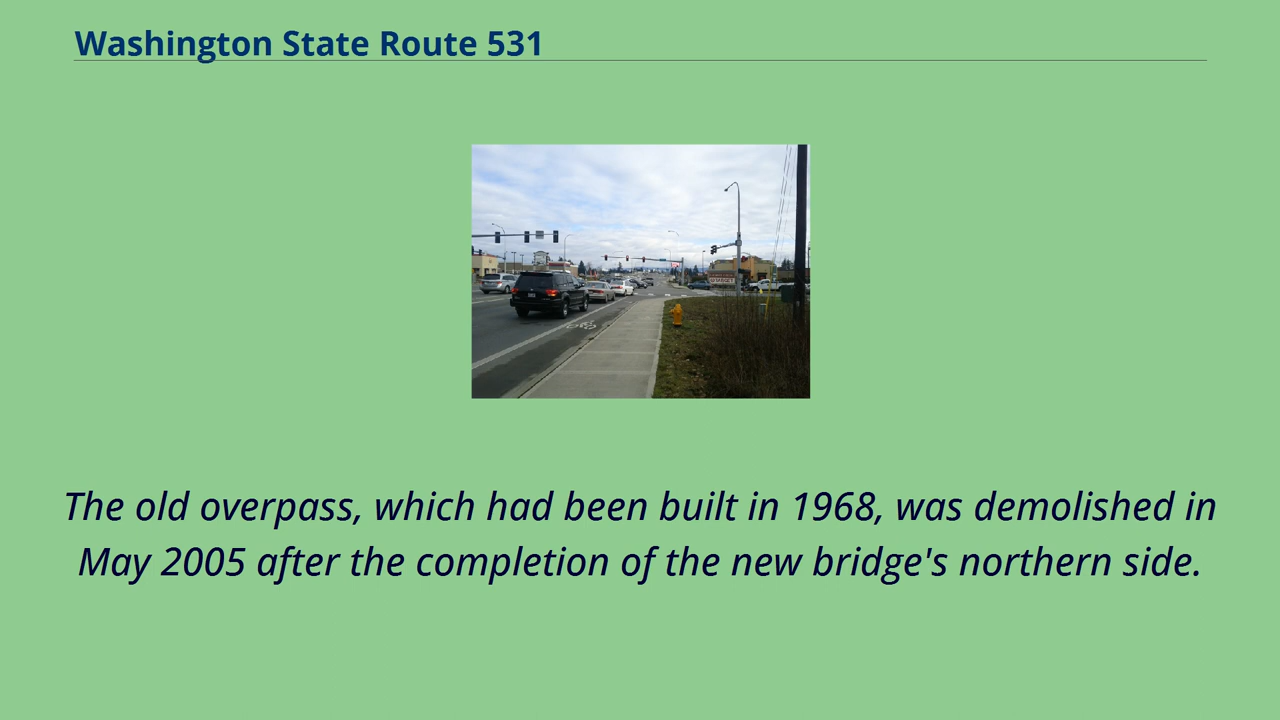 Washington State Route 531
The old overpass, which had been built in 1968, was demolished in
May 2005 after the completion of the new bridge's northern side.